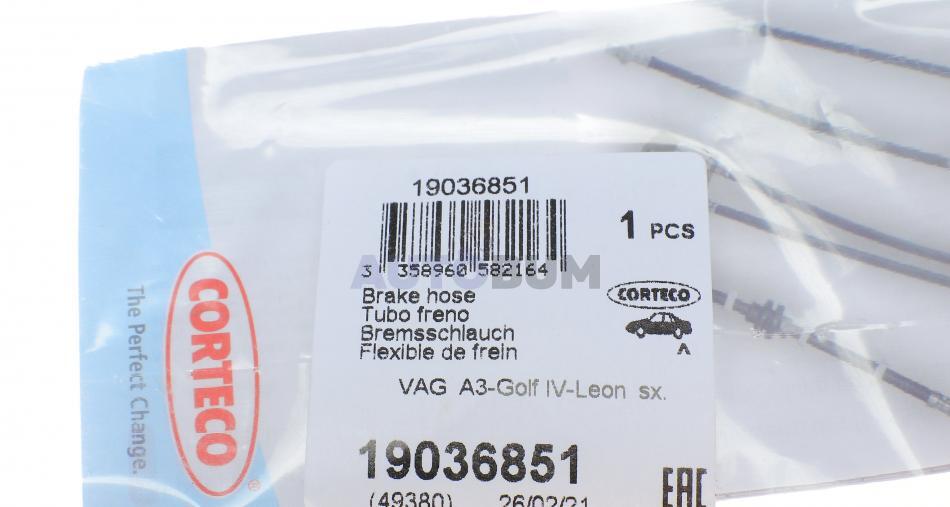 19036851
1 PCS
3 358960 582164
AUTOBUM
Brake hose
Tubo freno
Bremsschlauch
Flexible de frein
CORTECO
VAG A3-Golf IV-Leon sx.
19036851
(49380) 26/02/21
EAC
CORTECO®
The Perfect Change.